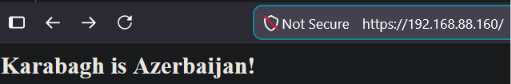 Not Secure https://192.168.88.160/
Karabagh is Azerbaijan!